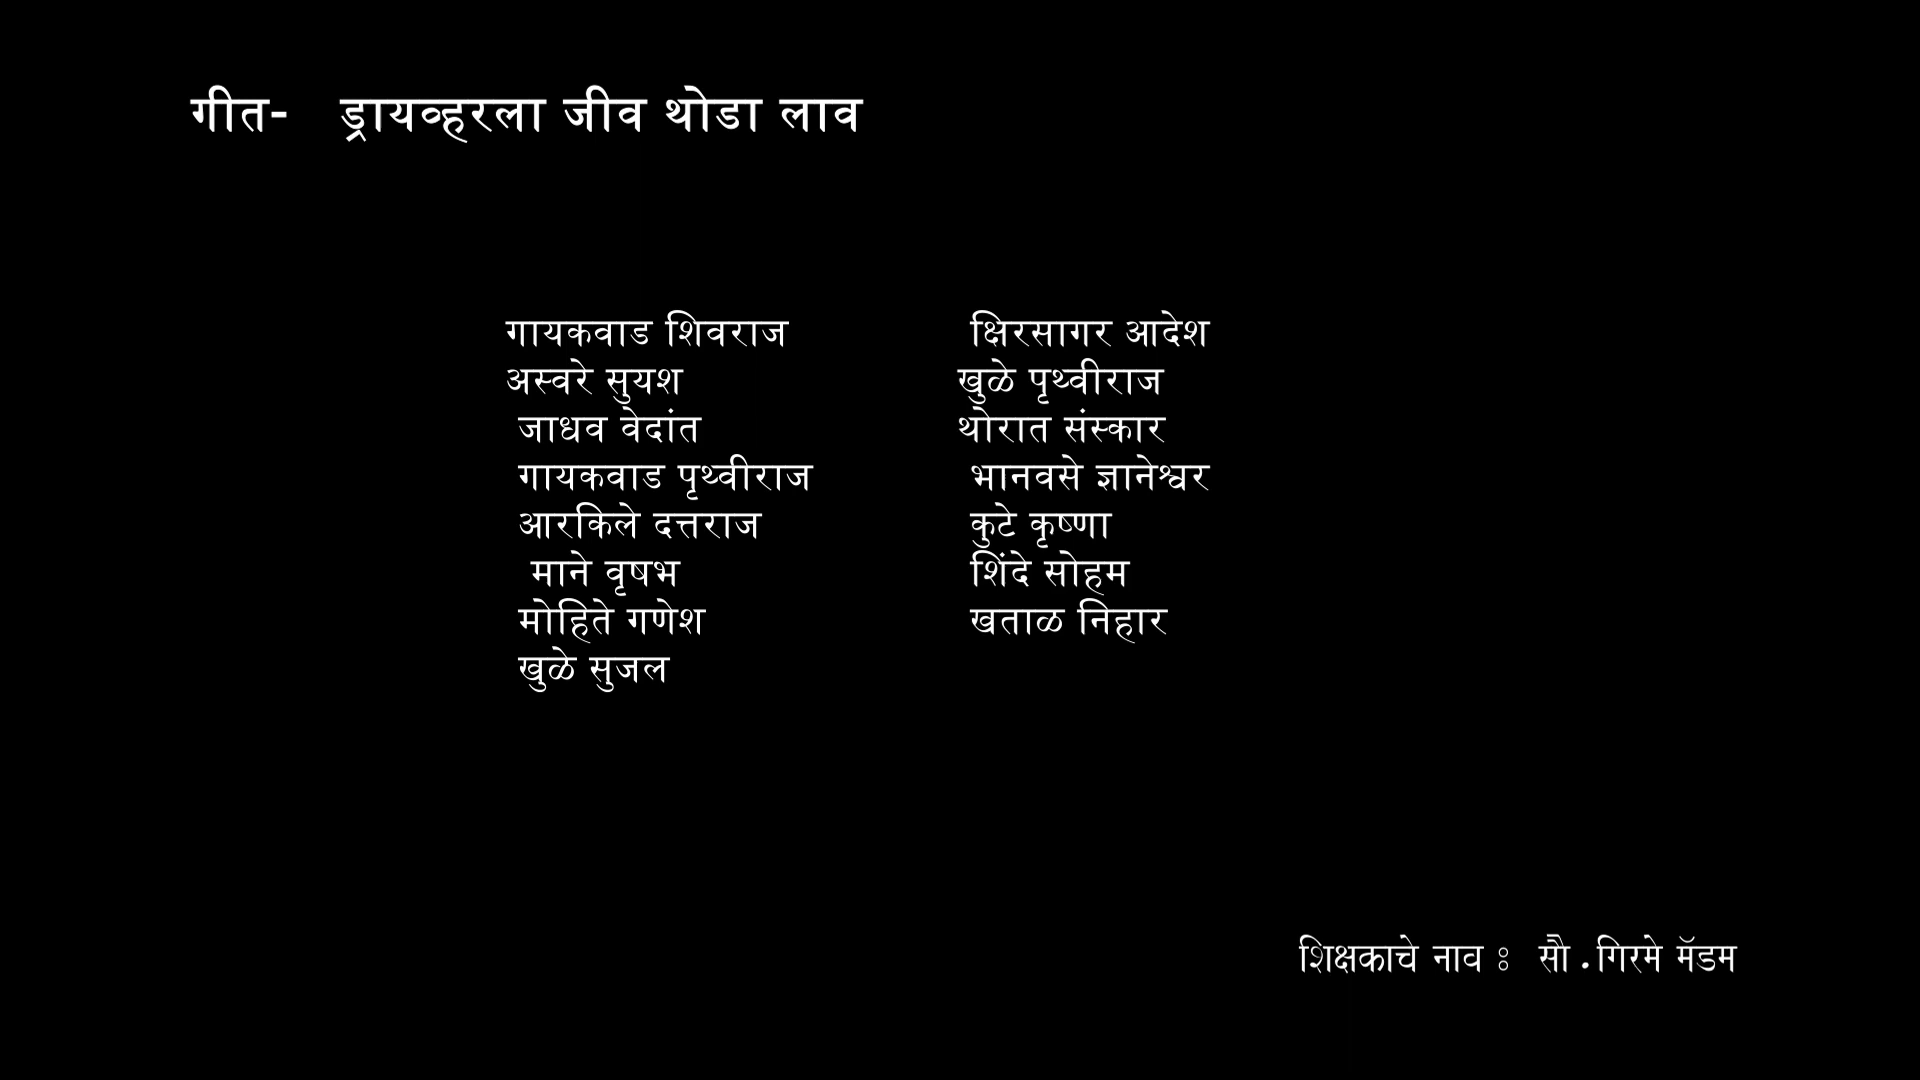 गीत- ड्रायव्हरला जीव थोडा लाव
गायकवाड शिवराज
अस्वरे सुयश
जाधव वेदांत
गायकवाड पृथ्वीराज
आरकिले दत्तराज
माने वृषभ
मोहिते गणेश
खुळे सुजल
क्षिरसागर आदेश
खुळे पृथ्वीराज
थोरात संस्कार
भानवसे ज्ञानेश्वर
कुटे कृष्णा
शिंदे सोहम
खताळ निहार
शिक्षकाचे नाव : सौ .गिरमे मॅडम